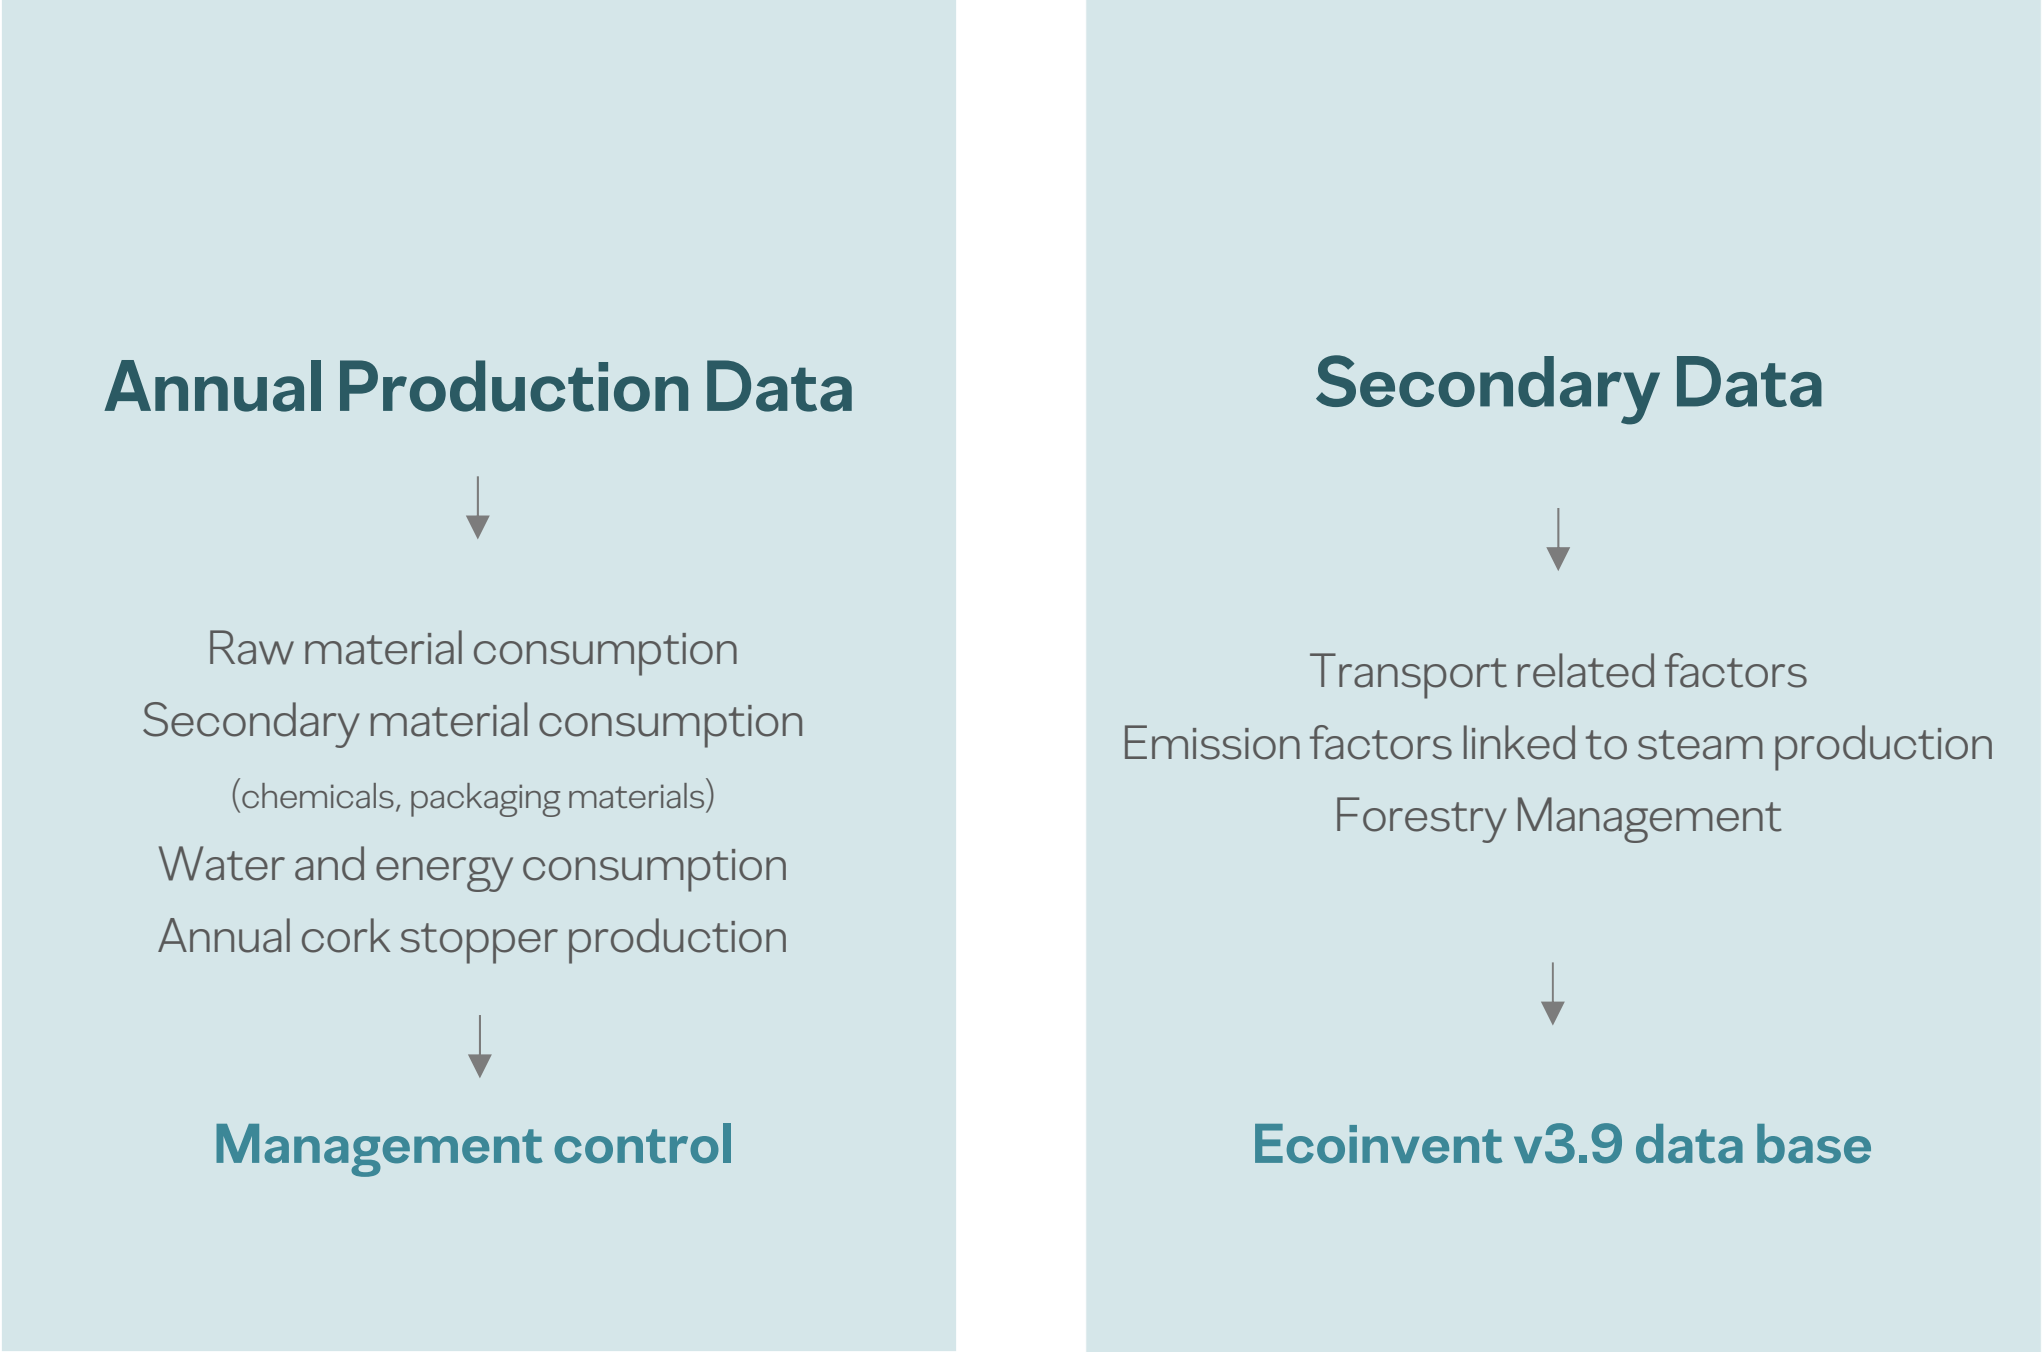 Annual Production Data
Raw material consumption
Secondary material consumption
(chemicals, packaging materials)
Water and energy consumption
Annual cork stopper production
Management control
Secondary Data
Transport related factors
Emission factors linked to steam production
Forestry Management
Ecoinvent v3.9 data base